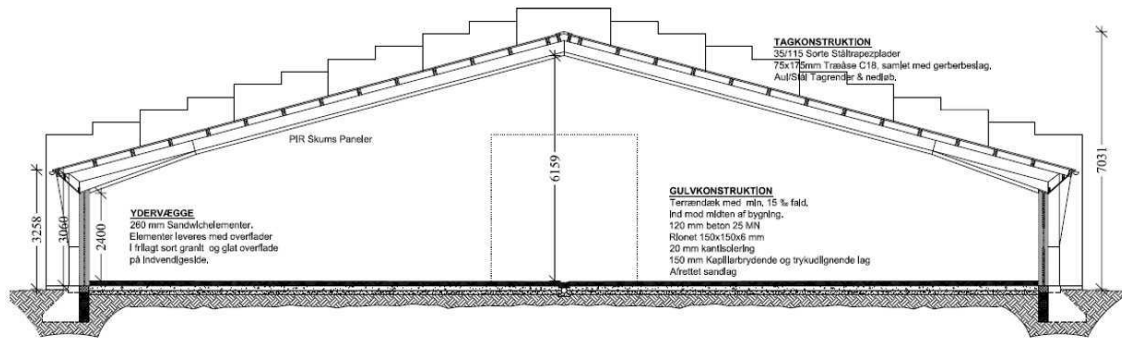 TAGKONSTRUKTION
35/115 Sorte Ståltrapezplader
75x175mm Træåse C18, samlet med gerberbeslag.
Aul/Stål Tagrender & nedløb.
PIR Skums Paneler
7031
6159
3258
3060
2400
YDERVÆGGE
260 mm Sandwichelementer.
Elementer leveres med overflader
i frilagt sort granit og glat overflade
på indvendigeside.
GULVKONSTRUKTION
Terrændæk med min. 15 ‰ fald.
Ind mod midten af bygning.
120 mm beton 25 MN
Rionet 150x150x6 mm
20 mm kantisolering
150 mm Kapillarbrydende og trykudlignende lag
Afrettet sandlag